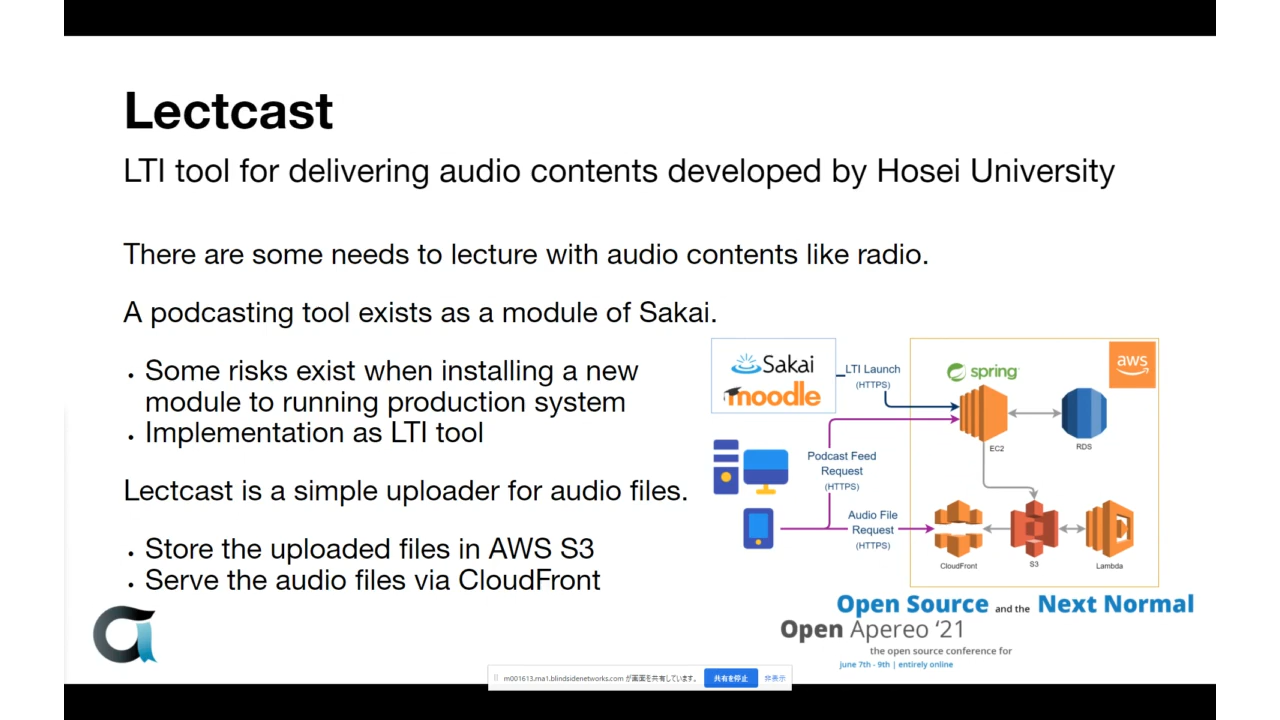 Lectcast
LTI tool for delivering audio contents developed by Hosei University
There are some needs to lecture with audio contents like radio.
A podcasting tool exists as a module of Sakai.
• Some risks exist when installing a new
module to running production system
• Implementation as LTI tool
Lectcast is a simple uploader for audio files.
• Store the uploaded files in AWS S3
• Serve the audio files via CloudFront
Sakai
moodle
LTI Launch
(HTTPS)
spring
aws
EC2
RDS
Podcast Feed
Request
(HTTPS)
Audio File
Request
(HTTPS)
CloudFront
S3
Lambda
Open Source and the Next Normal
Open Apereo ‘21
the open source conference for
june 7th - 9th | entirely online
m001613.ma1.blindsidenetworks.com が画面を共有しています。 共有を停止 非表示